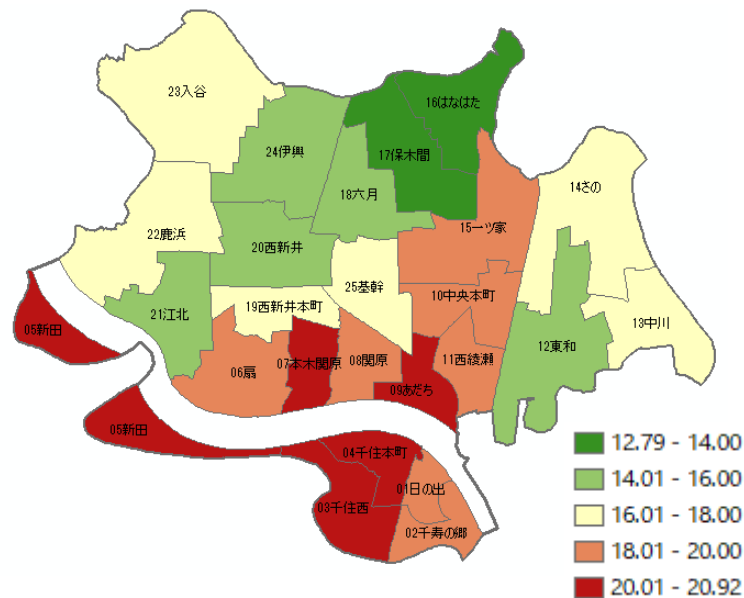 16はなはた
23入谷
24伊興
17保木間
18六月
14さの
15一ツ家
22鹿浜
20西新井
25基幹
10中央本町
19西新井本町
21江北
13中川
05新田
12東和
07本木関原
08関原
11西綾瀬
06扇
09あだち
05新田
04千住本町
01日の出
03千住西
02千寿の郷
12.79 - 14.00
14.01 - 16.00
16.01 - 18.00
18.01 - 20.00
20.01 - 20.92